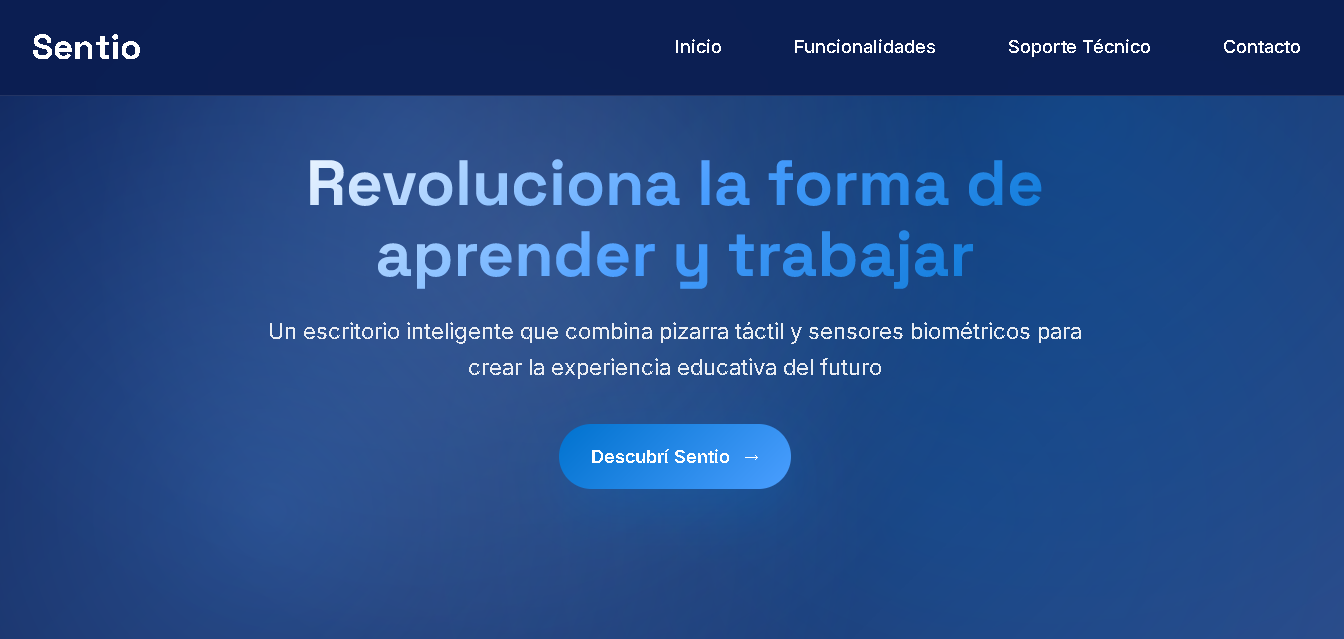 Sentio
Inicio
Funcionalidades
Soporte Técnico
Contacto
Revoluciona la forma de
aprender y trabajar
Un escritorio inteligente que combina pizarra táctil y sensores biométricos para
crear la experiencia educativa del futuro
Descubrí Sentio →